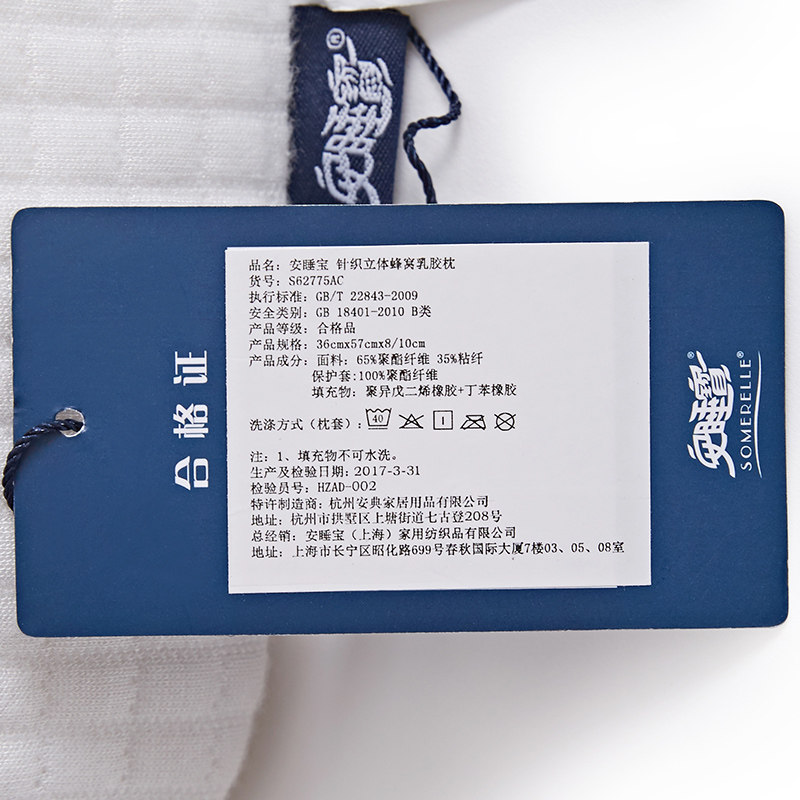 安睡寶®
品名：安睡宝 针织立体蜂窝乳胶枕
货号：S62775AC
执行标准：GB/T 22843-2009
安全类别：GB 18401-2010 B类
产品等级：合格品
产品规格：36cmx57cmx8/10cm
产品成分：面料：65%聚酯纤维 35%粘纤
保护套：100%聚酯纤维
填充物：聚异戊二烯橡胶+丁苯橡胶
洗涤方式（枕套）：40
注：1、填充物不可水洗。
生产及检验日期：2017-3-31
检验员号：HZAD-002
特许制造商：杭州安典家居用品有限公司
地址：杭州市拱墅区上塘街道七古登208号
总经销：安睡宝（上海）家用纺织品有限公司
地址：上海市长宁区昭化路699号春秋国际大厦7楼03、05、08室
合格证
安睡寶®
SOMERELLE®